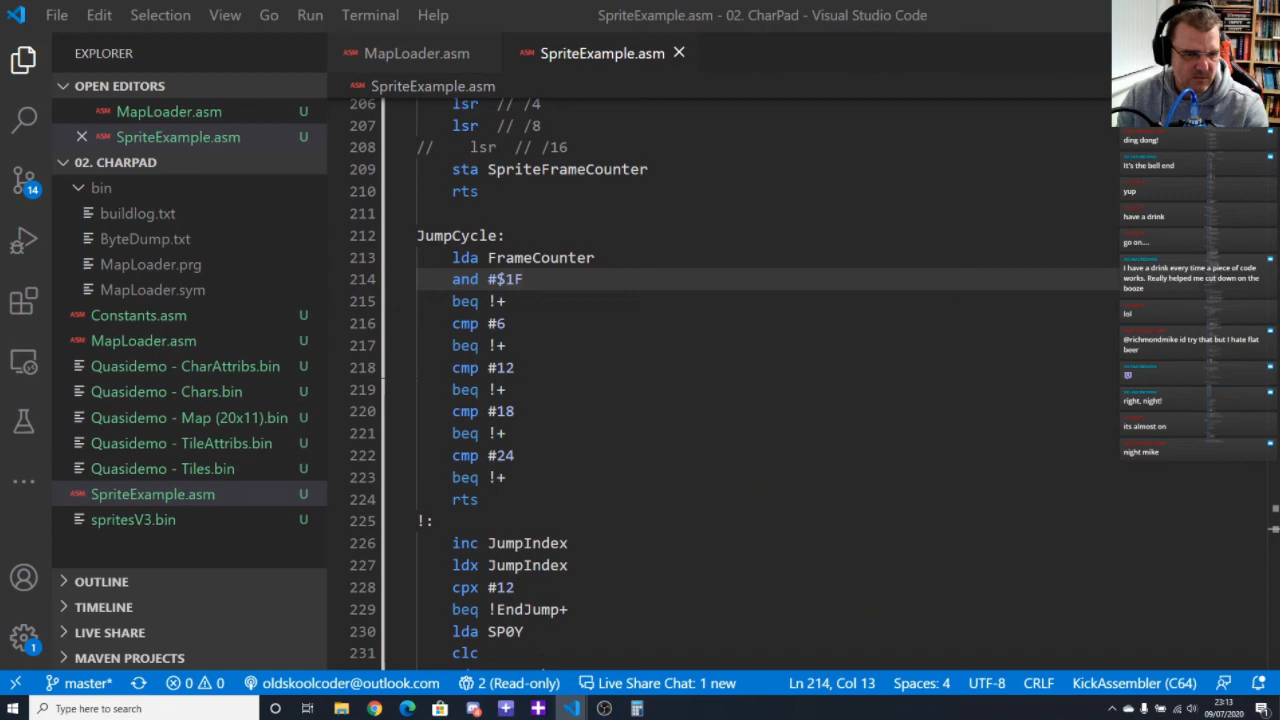 File Edit Selection View Go Run Terminal Help
SpriteExample.asm - 02. CharPad - Visual Studio Code
EXPLORER
OPEN EDITORS
ASM MapLoader.asm U
ASM SpriteExample.asm U
02. CHARPAD
bin
buildlog.txt
ByteDump.txt
MapLoader.prg
MapLoader.sym
ASM Constants.asm U
ASM MapLoader.asm U
Quasidemo - CharAttribs.bin U
Quasidemo - Chars.bin U
Quasidemo - Map (20x11).bin U
Quasidemo - TileAttribs.bin U
Quasidemo - Tiles.bin U
ASM SpriteExample.asm U
spritesV3.bin U
OUTLINE
TIMELINE
LIVE SHARE
MAVEN PROJECTS
14
1
ASM MapLoader.asm
ASM SpriteExample.asm
ASM SpriteExample.asm
206 lsr // /4
207 lsr // /8
208 // lsr // /16
209 sta SpriteFrameCounter
210 rts
211
212 JumpCycle:
213 lda FrameCounter
214 and #$1F
215 beq !+
216 cmp #6
217 beq !+
218 cmp #12
219 beq !+
220 cmp #18
221 beq !+
222 cmp #24
223 beq !+
224 rts
225 !:
226 inc JumpIndex
227 ldx JumpIndex
228 cpx #12
229 beq !EndJump+
230 lda SP0Y
231 clc
ding dong!
It's the bell end
yup
have a drink
go on....
I have a drink every time a piece of code
works. Really helped me cut down on the
booze
lol
@richmondmike id try that but I hate flat
beer
right, night!
its almost on
night mike
master* 0 0 oldskoolcoder@outlook.com 2 (Read-only) Live Share Chat: 1 new Ln 214, Col 13 Spaces: 4 UTF-8 CRLF KickAssembler (C64)
Type here to search
23:13
09/07/2020